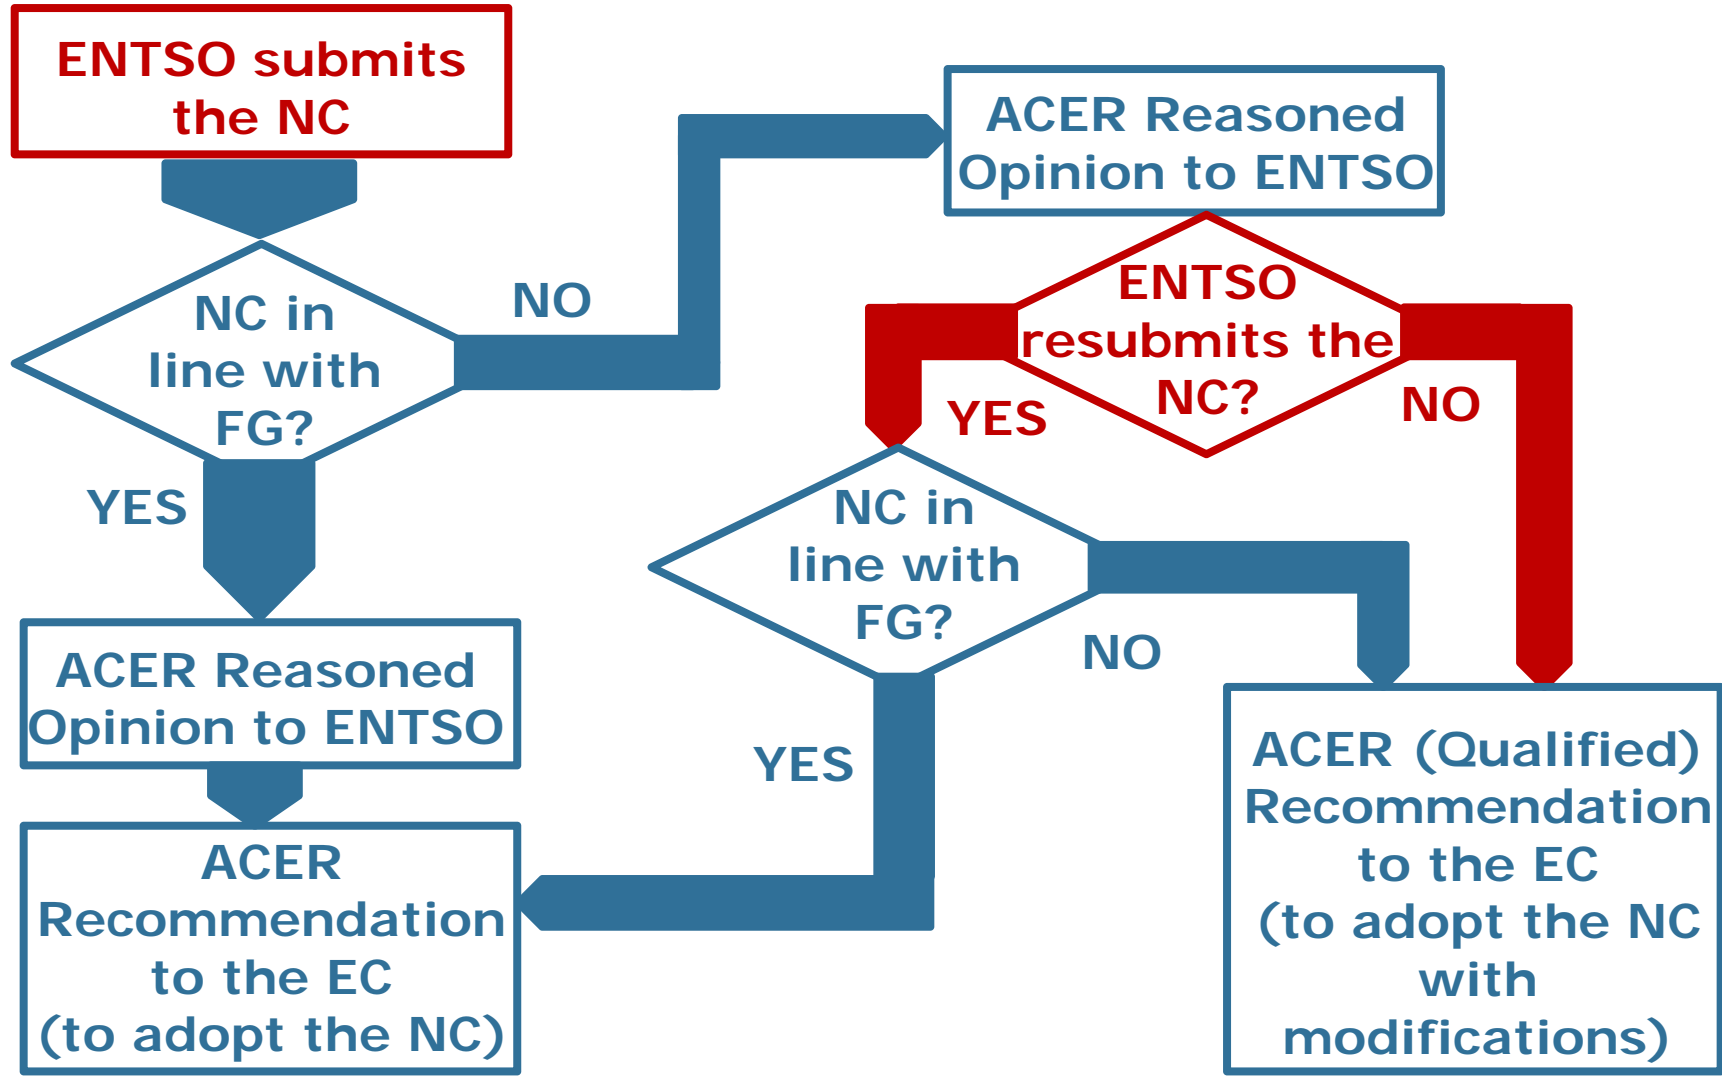 ENTSO submits
the NC
NC in
line with
FG?
NO
YES
ACER Reasoned
Opinion to ENTSO
ACER
Recommendation
to the EC
(to adopt the NC)
ACER Reasoned
Opinion to ENTSO
ENTSO
resubmits the
NC?
YES
NO
NC in
line with
FG?
NO
YES
ACER (Qualified)
Recommendation
to the EC
(to adopt the NC
with
modifications)